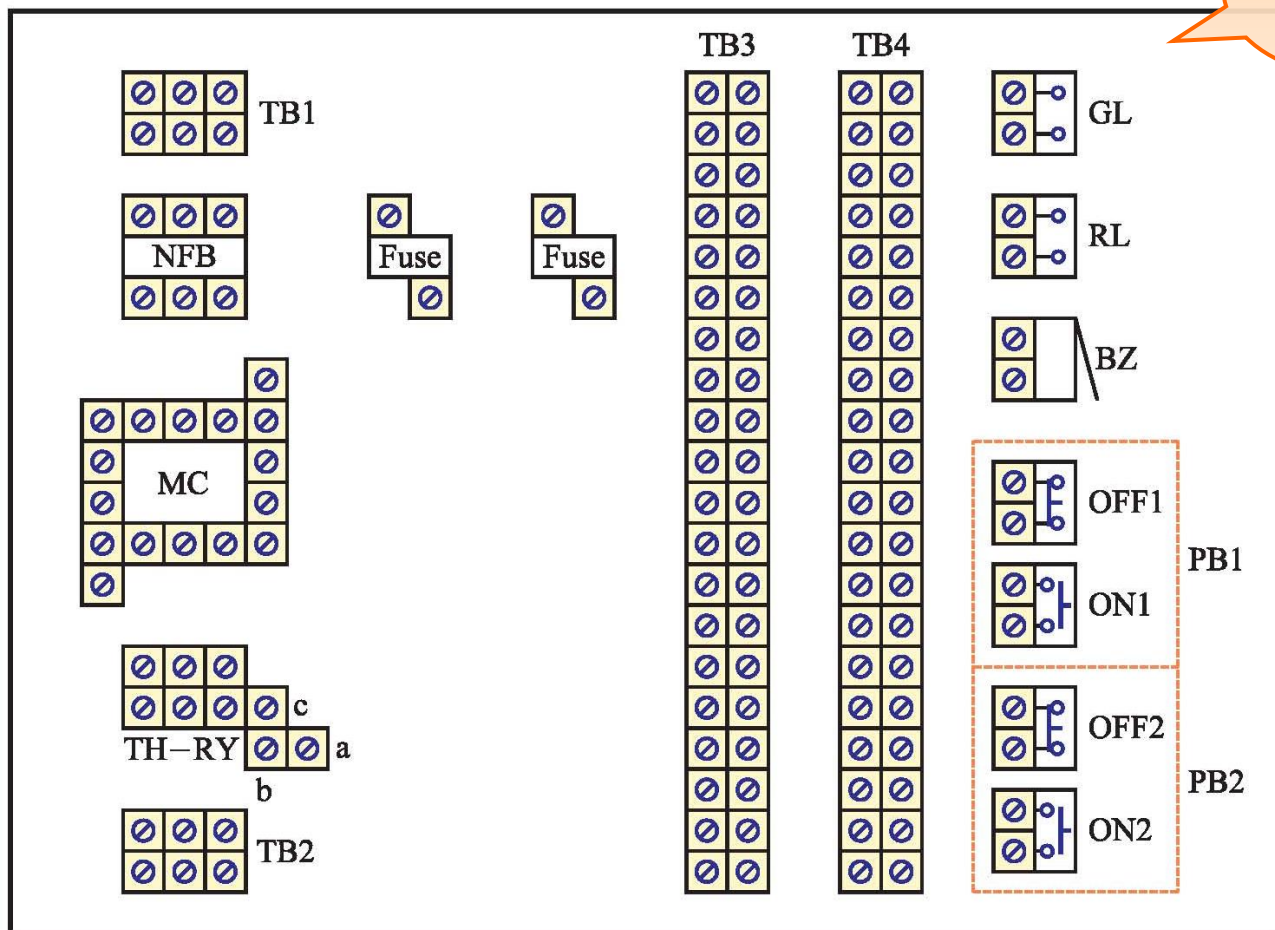 TB3
TB4
TB1
GL
NFB
Fuse
Fuse
RL
BZ
MC
OFF1
ON1
PB1
c
TH−RY
a
b
OFF2
ON2
PB2
TB2